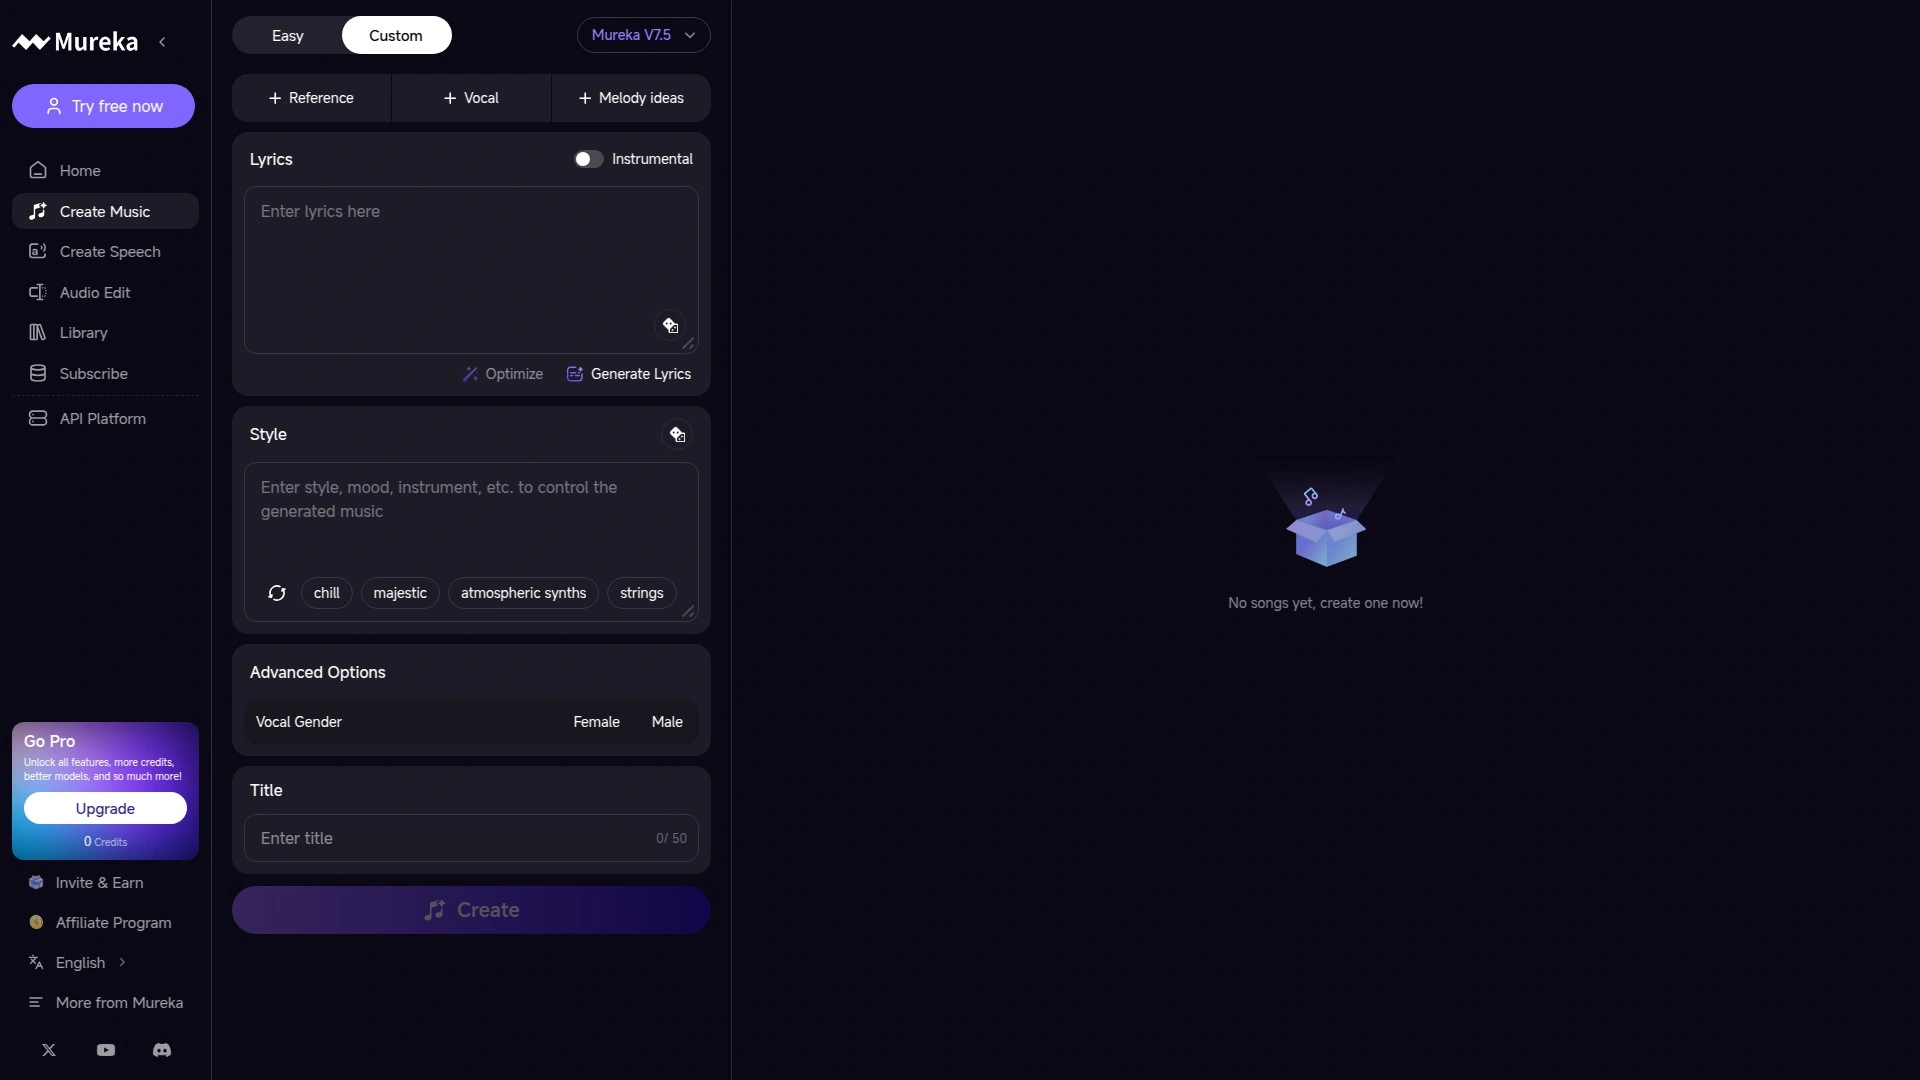 Mureka
Try free now
Home
Create Music
Create Speech
Audio Edit
Library
Subscribe
API Platform
Go Pro
Unlock all features, more credits,
better models, and so much more!
Upgrade
0 Credits
Invite & Earn
Affiliate Program
English
More from Mureka
Easy
Custom
Mureka V7.5
Reference
Vocal
Melody ideas
Lyrics
Instrumental
Enter lyrics here
Optimize
Generate Lyrics
Style
Enter style, mood, instrument, etc. to control the
generated music
chill
majestic
atmospheric synths
strings
Advanced Options
Vocal Gender
Female
Male
Title
Enter title
0/ 50
Create
No songs yet, create one now!